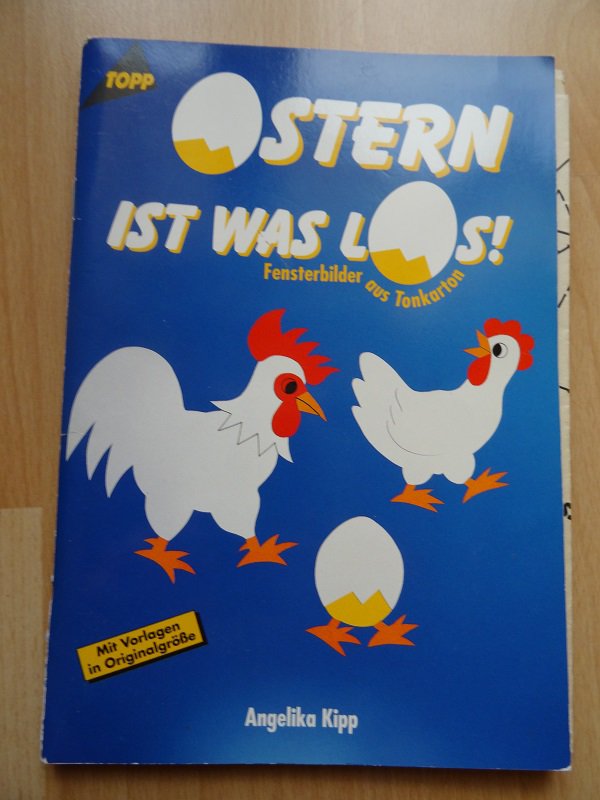 TOPP
OSTERN
IST WAS LOS!
Fensterbilder aus Tonkarton
Mit Vorlagen
in Originalgröße
Angelika Kipp